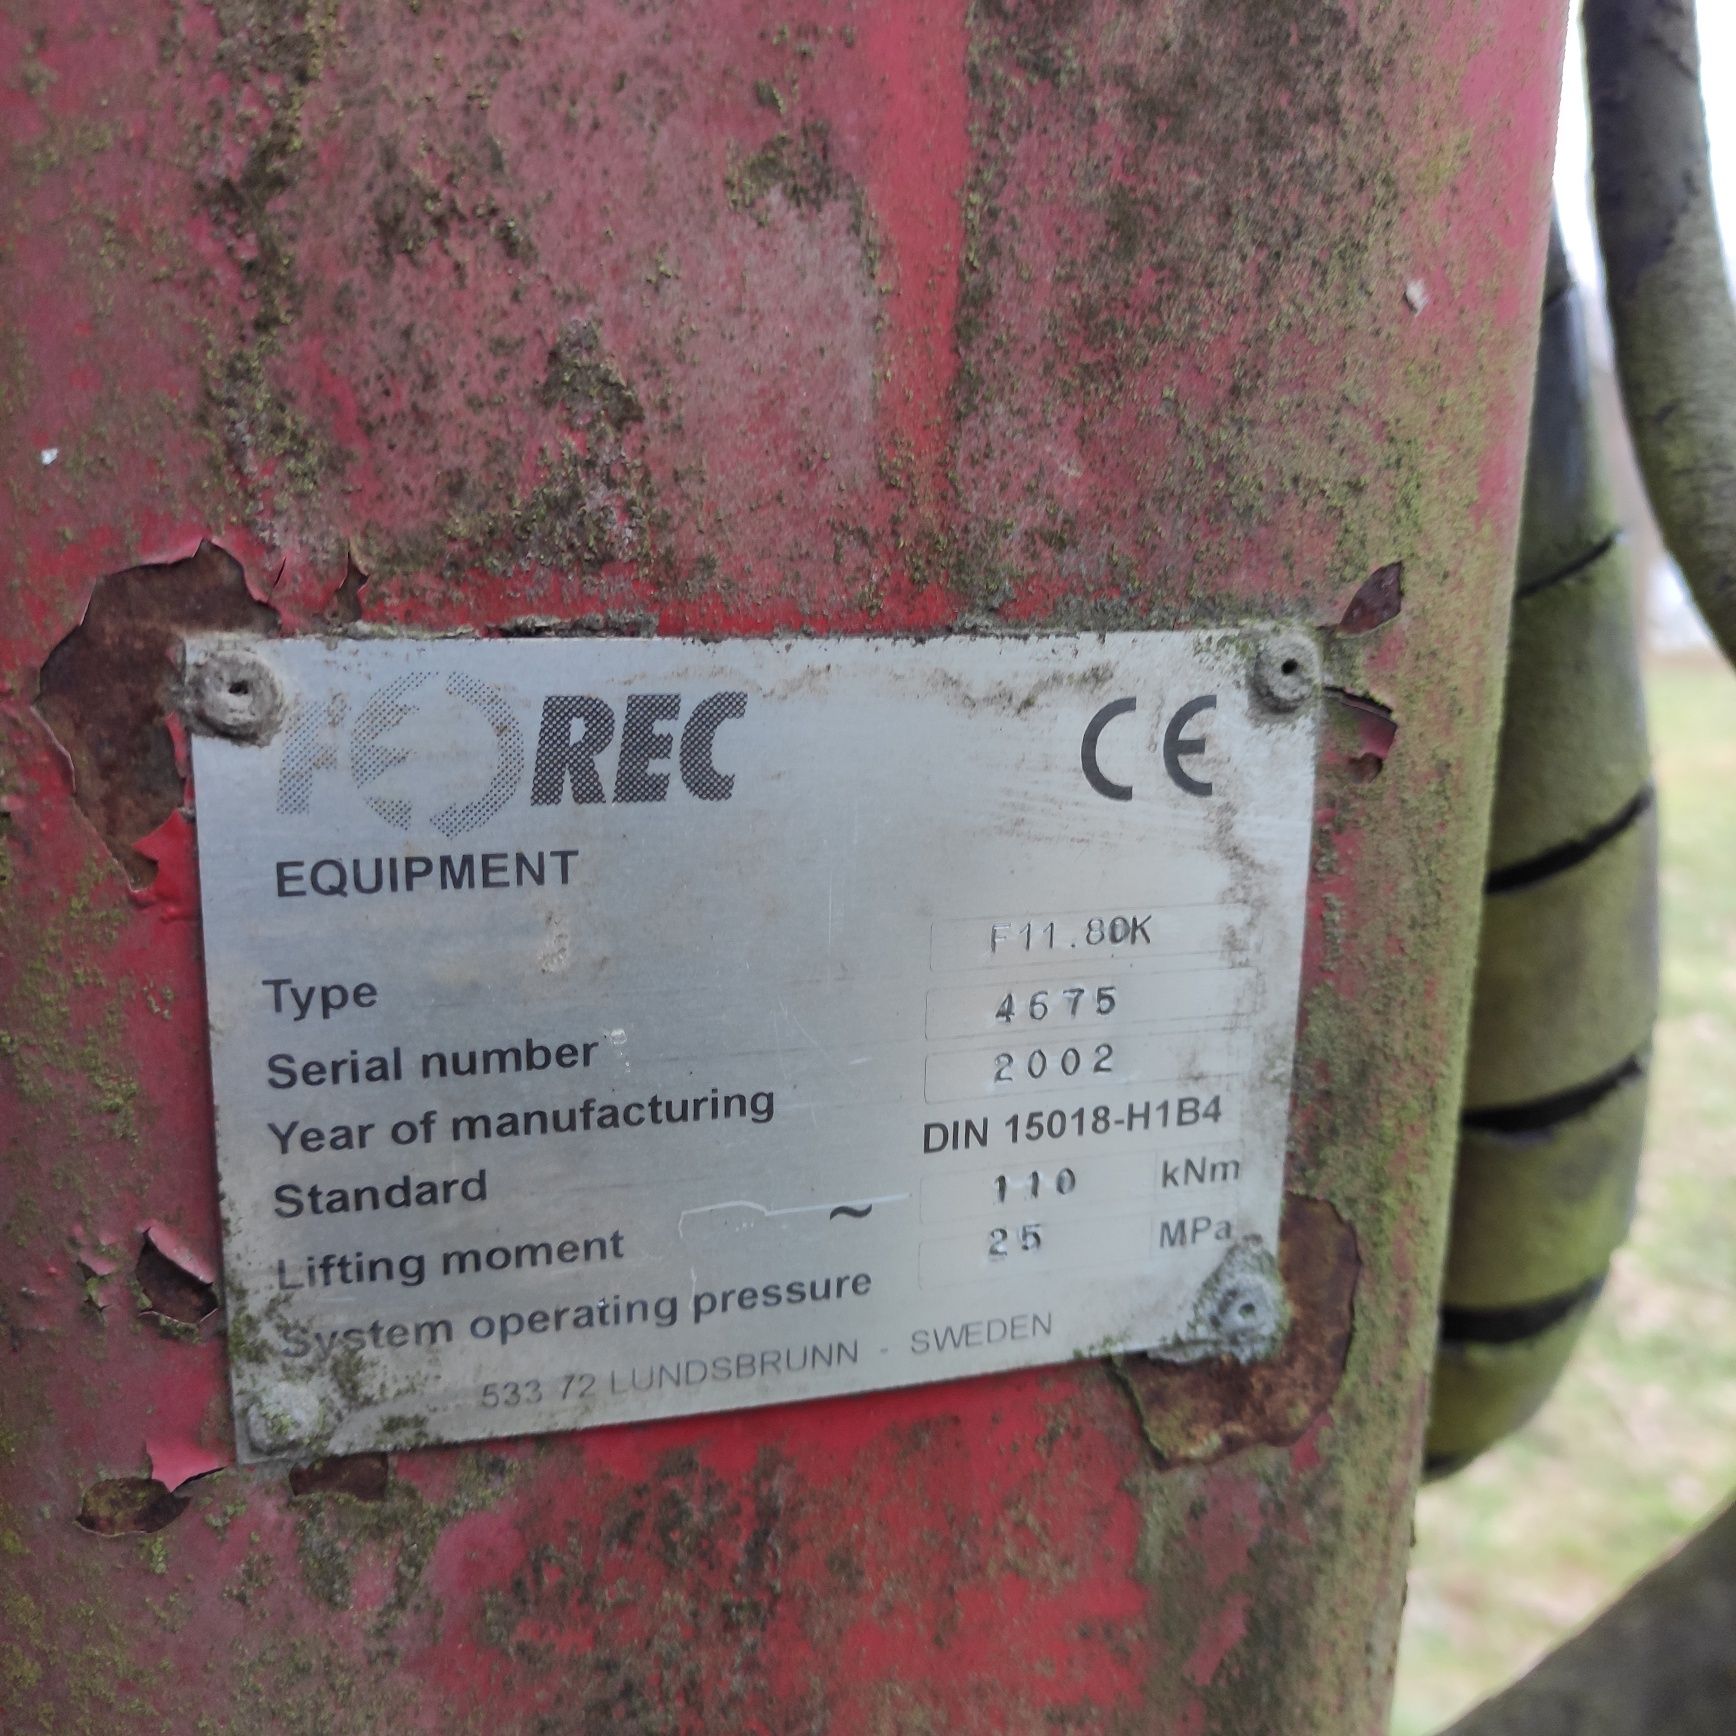 FOREC CE
EQUIPMENT
Type F11.80K
Serial number 4675
Year of manufacturing 2002
Standard DIN 15018-H1B4
Lifting moment ~ 110 kNm
System operating pressure 25 MPa
533 72 LUNDSBRUNN - SWEDEN